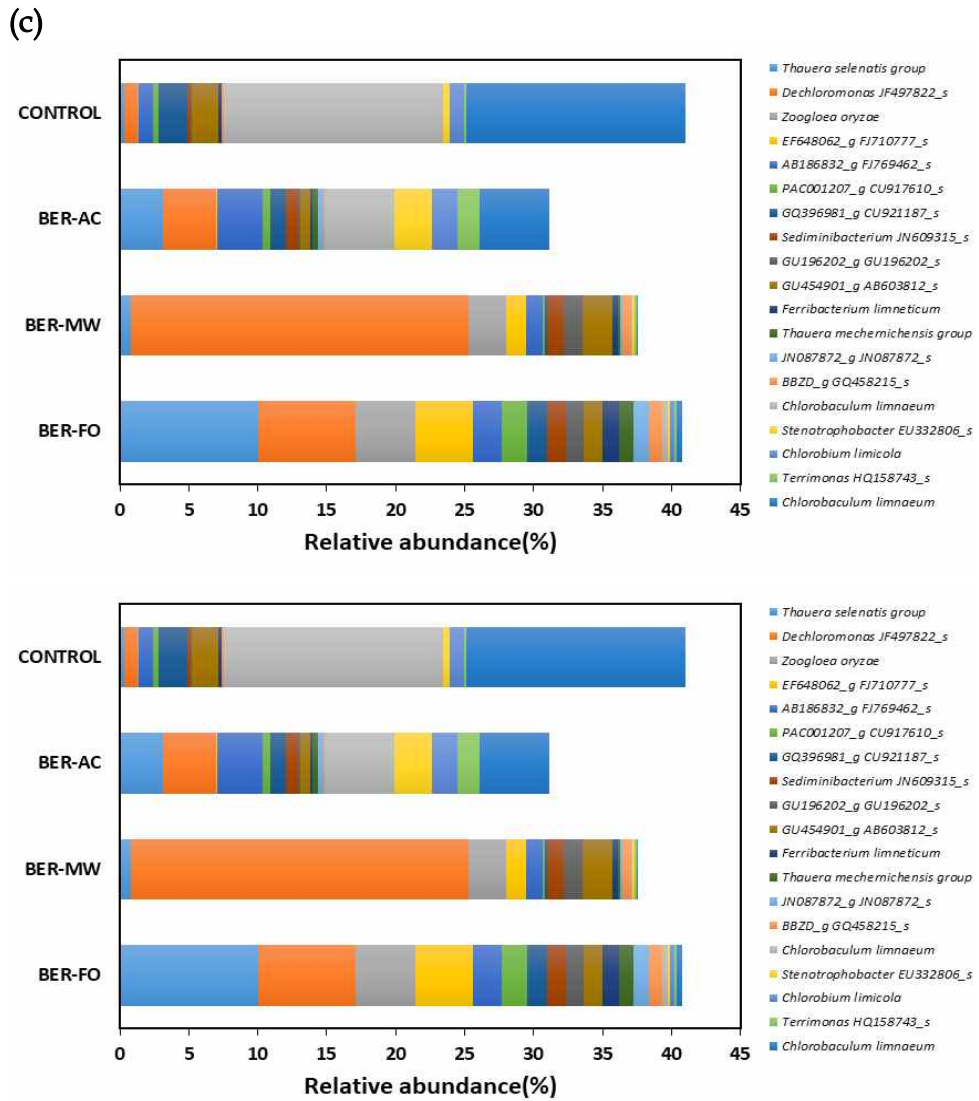 (c)
CONTROL
BER-AC
BER-MW
BER-FO
0 5 10 15 20 25 30 35 40 45
Relative abundance(%)
Thauera selenatis group
Dechloromonas JF497822_s
Zoogloea oryzae
EF648062_g FJ710777_s
AB186832_g FJ769462_s
PAC001207_g CU917610_s
GQ396981_g CU921187_s
Sediminibacterium JN609315_s
GU196202_g GU196202_s
GU454901_g AB603812_s
Ferribacterium limneticum
Thauera mechernichensis group
JN087872_g JN087872_s
BBZD_g GQ458215_s
Chlorobaculum limnaeum
Stenotrophobacter EU332806_s
Chlorobium limicola
Terrimonas HQ158743_s
Chlorobaculum limnaeum
CONTROL
BER-AC
BER-MW
BER-FO
0 5 10 15 20 25 30 35 40 45
Relative abundance(%)
Thauera selenatis group
Dechloromonas JF497822_s
Zoogloea oryzae
EF648062_g FJ710777_s
AB186832_g FJ769462_s
PAC001207_g CU917610_s
GQ396981_g CU921187_s
Sediminibacterium JN609315_s
GU196202_g GU196202_s
GU454901_g AB603812_s
Ferribacterium limneticum
Thauera mechernichensis group
JN087872_g JN087872_s
BBZD_g GQ458215_s
Chlorobaculum limnaeum
Stenotrophobacter EU332806_s
Chlorobium limicola
Terrimonas HQ158743_s
Chlorobaculum limnaeum